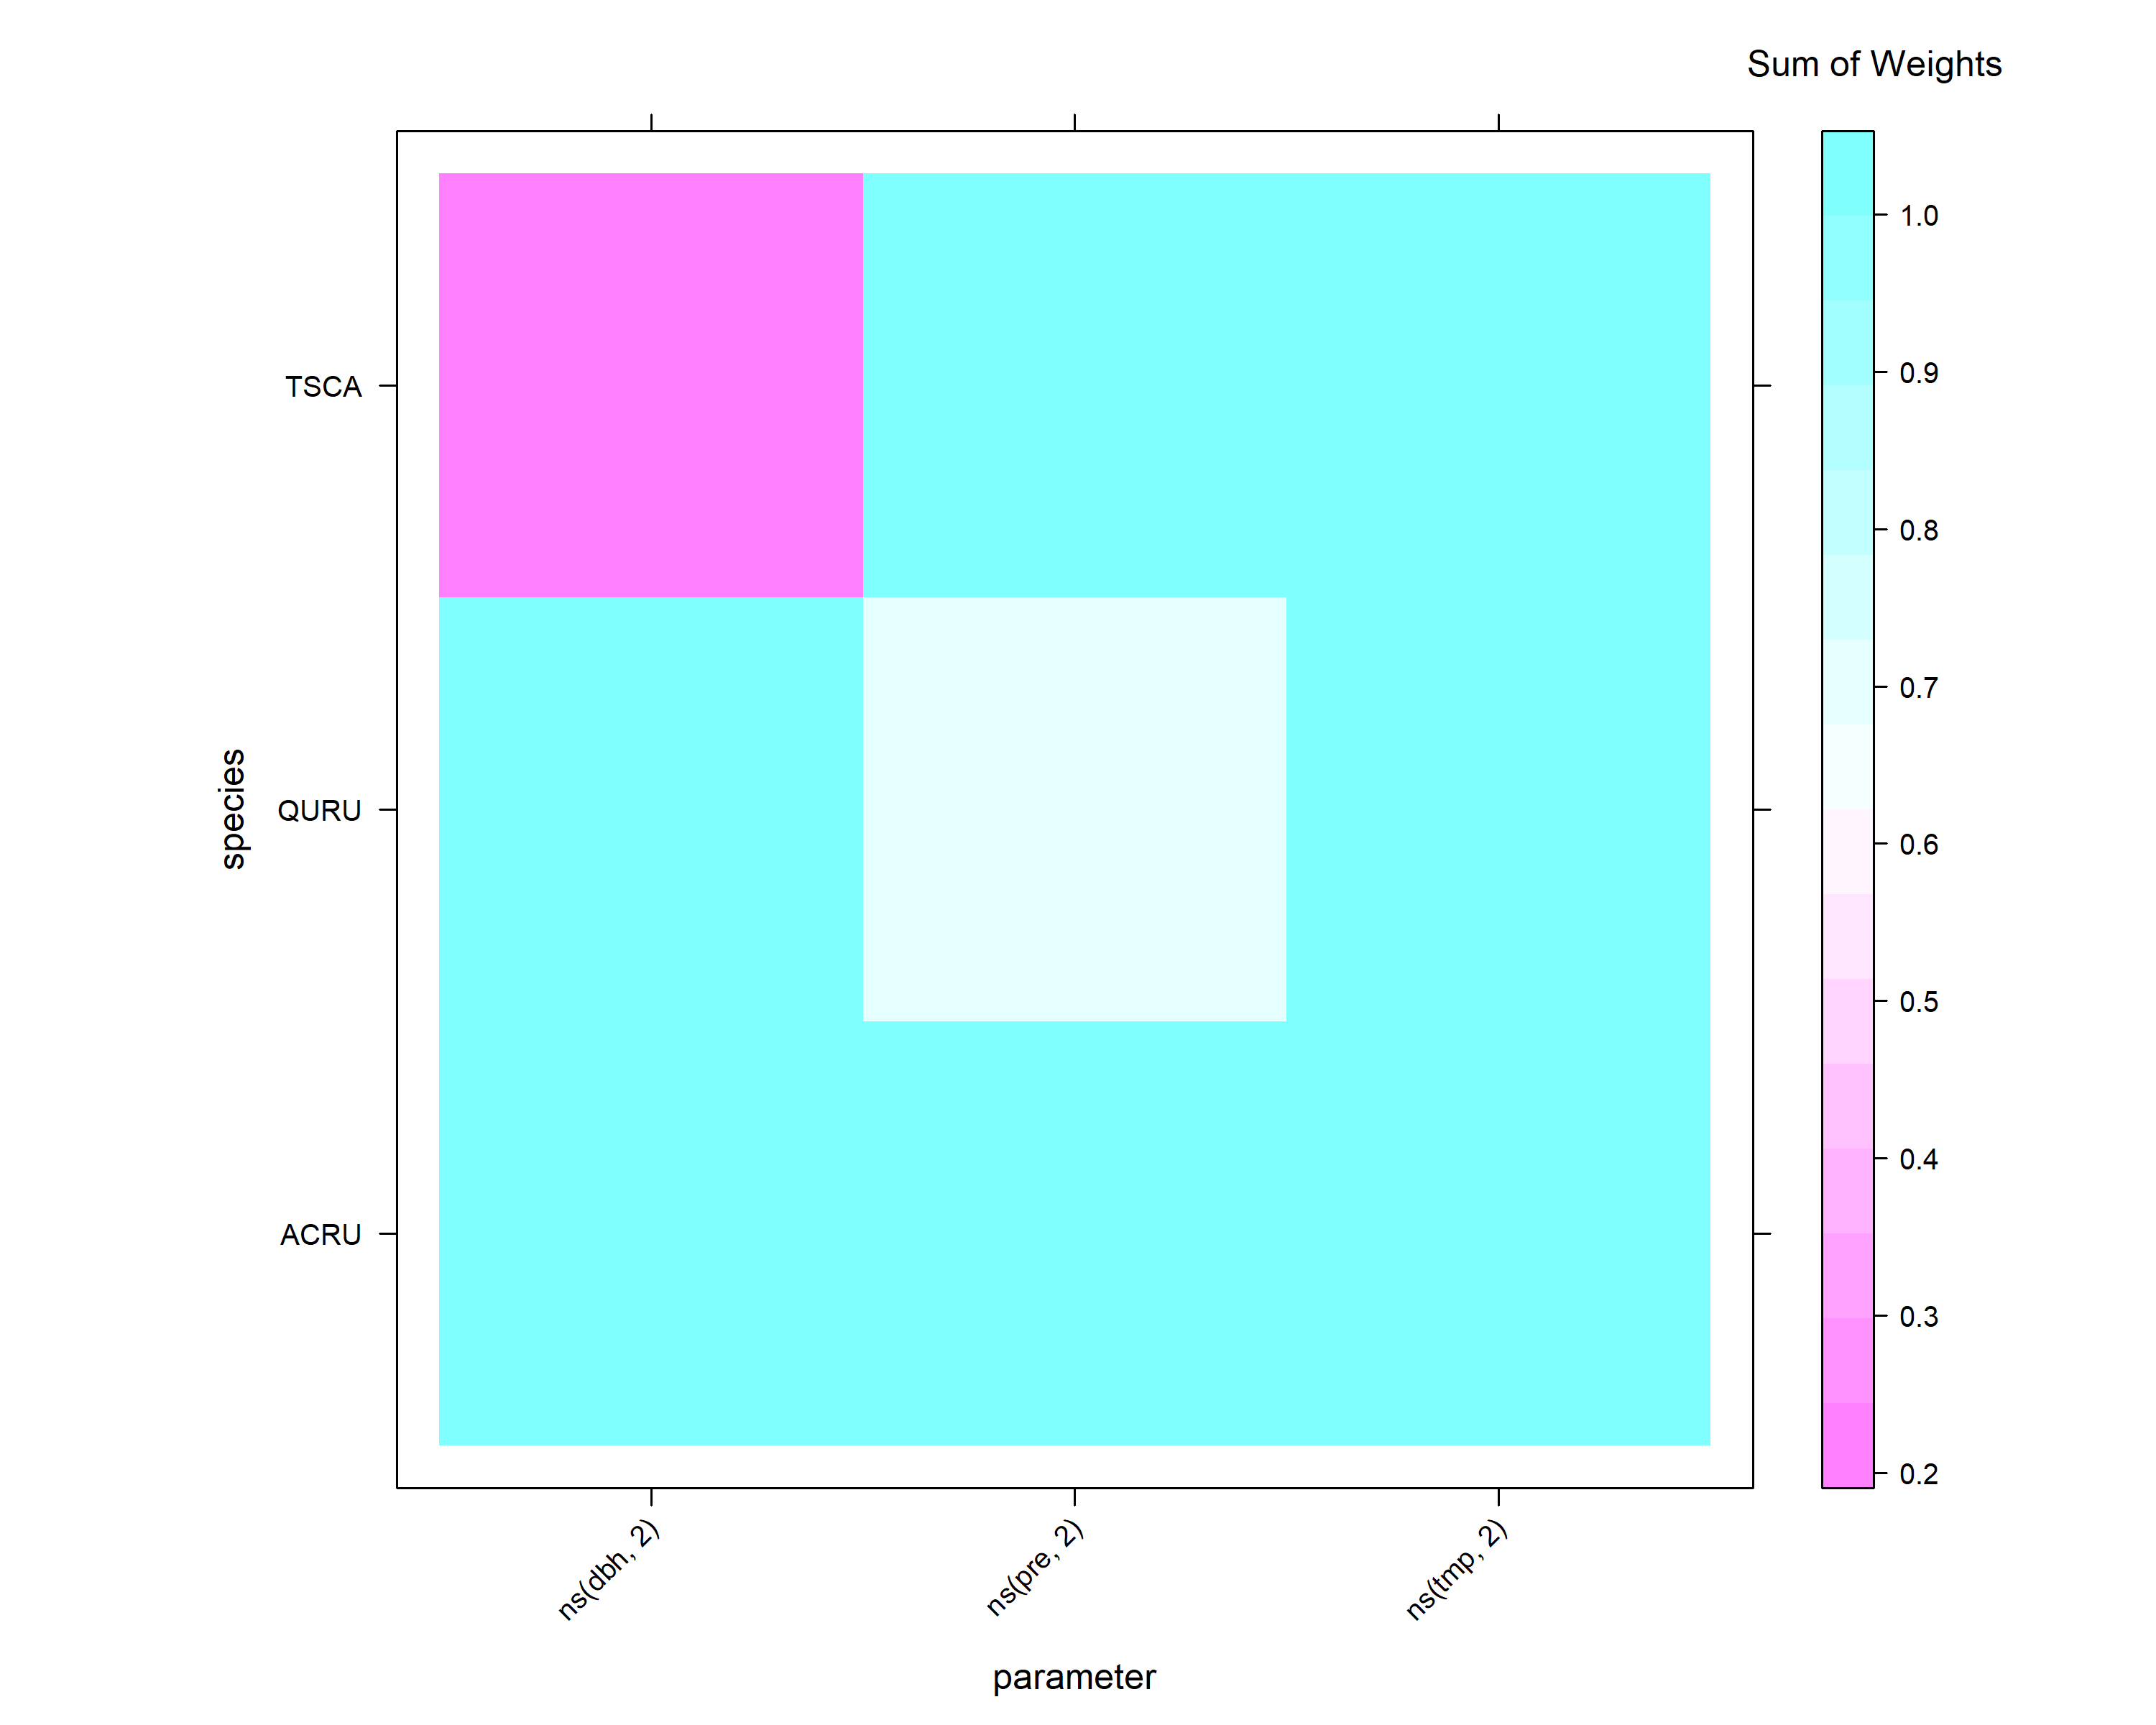 Sum of Weights
1.0
0.9
0.8
0.7
0.6
0.5
0.4
0.3
0.2
species
TSCA
QURU
ACRU
ns(dbh, 2)
ns(pre, 2)
ns(tmp, 2)
parameter